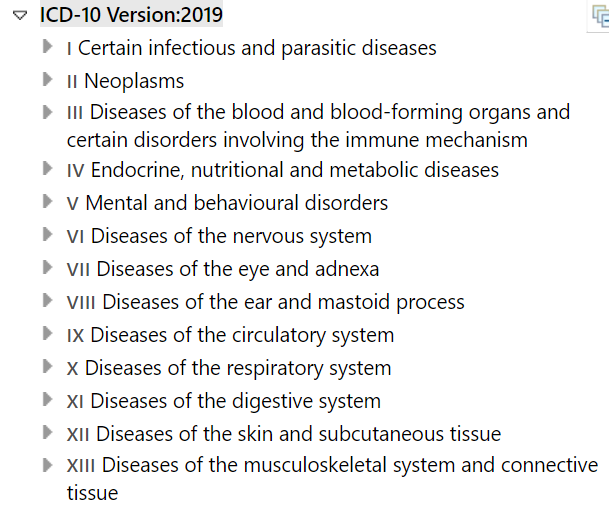 ICD-10 Version:2019
I Certain infectious and parasitic diseases
II Neoplasms
III Diseases of the blood and blood-forming organs and
certain disorders involving the immune mechanism
IV Endocrine, nutritional and metabolic diseases
V Mental and behavioural disorders
VI Diseases of the nervous system
VII Diseases of the eye and adnexa
VIII Diseases of the ear and mastoid process
IX Diseases of the circulatory system
X Diseases of the respiratory system
XI Diseases of the digestive system
XII Diseases of the skin and subcutaneous tissue
XIII Diseases of the musculoskeletal system and connective
tissue